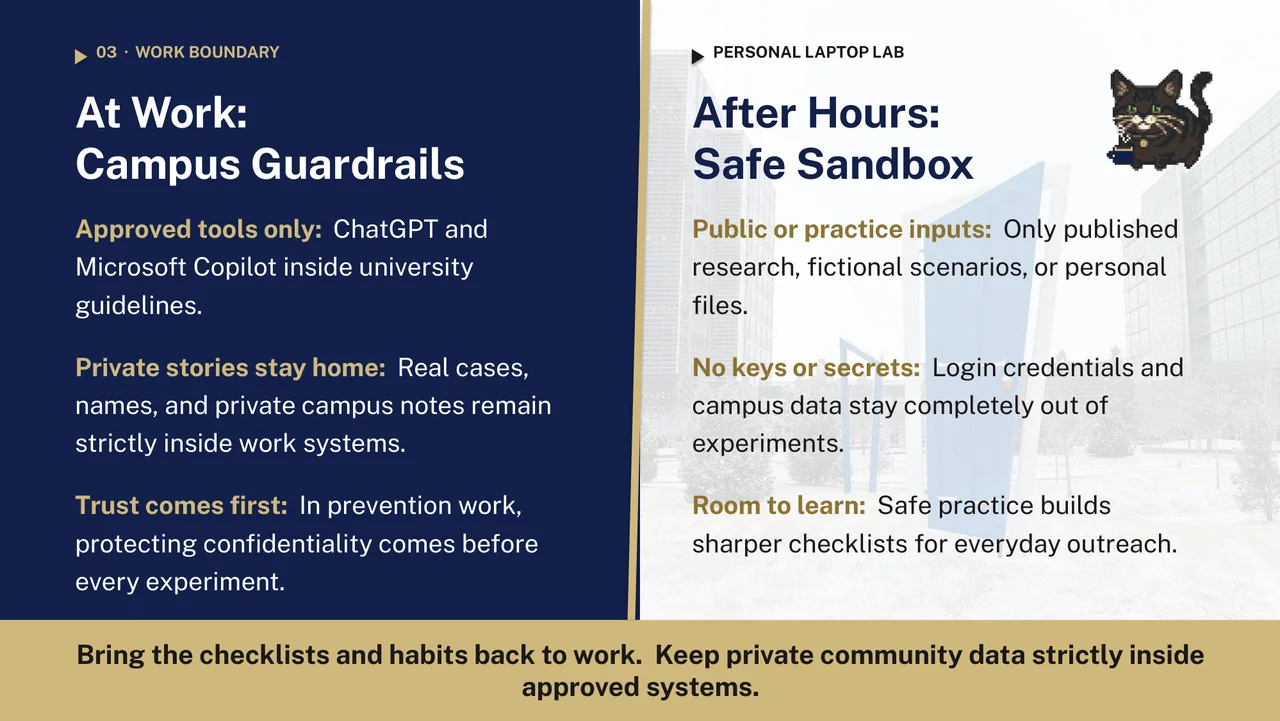 03 · WORK BOUNDARY
At Work:
Campus Guardrails
Approved tools only: ChatGPT and
Microsoft Copilot inside university
guidelines.
Private stories stay home: Real cases,
names, and private campus notes remain
strictly inside work systems.
Trust comes first: In prevention work,
protecting confidentiality comes before
every experiment.
PERSONAL LAPTOP LAB
After Hours:
Safe Sandbox
Public or practice inputs: Only published
research, fictional scenarios, or personal
files.
No keys or secrets: Login credentials and
campus data stay completely out of
experiments.
Room to learn: Safe practice builds
sharper checklists for everyday outreach.
Bring the checklists and habits back to work. Keep private community data strictly inside
approved systems.